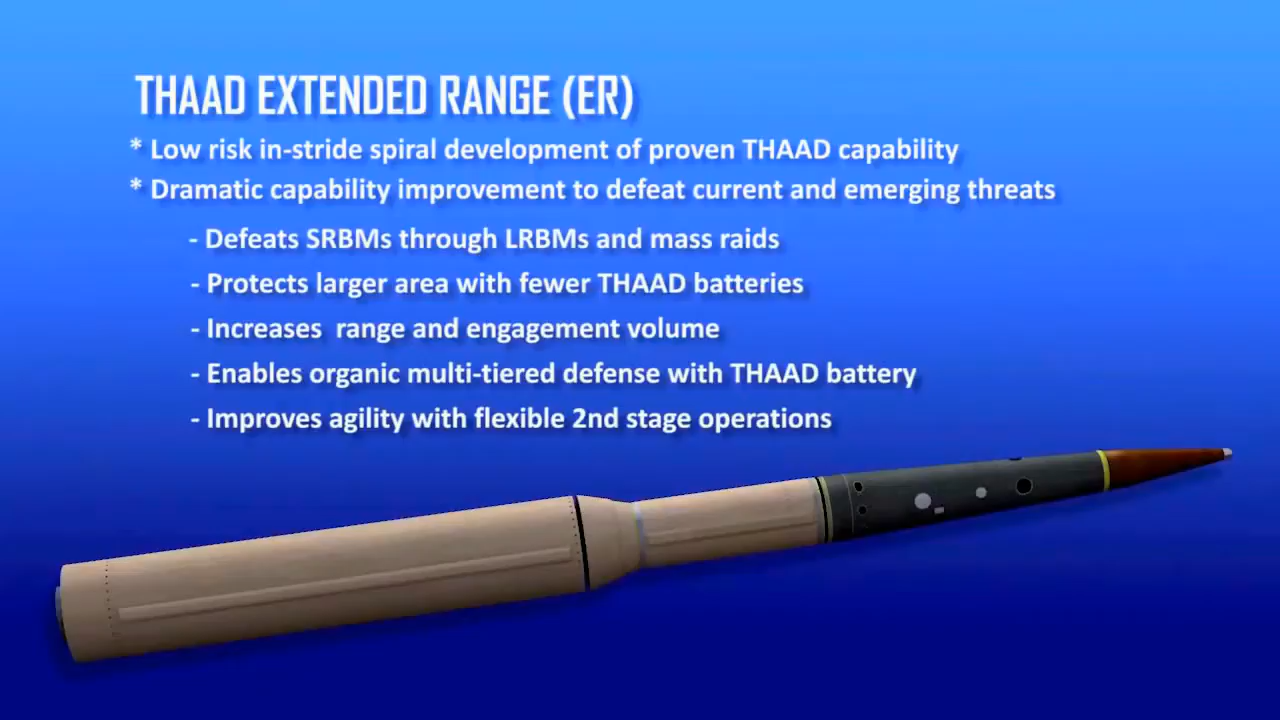 THAAD EXTENDED RANGE (ER)
* Low risk in-stride spiral development of proven THAAD capability
* Dramatic capability improvement to defeat current and emerging threats
- Defeats SRBMs through LRBMs and mass raids
- Protects larger area with fewer THAAD batteries
- Increases  range and engagement volume
- Enables organic multi-tiered defense with THAAD battery
- Improves agility with flexible 2nd stage operations